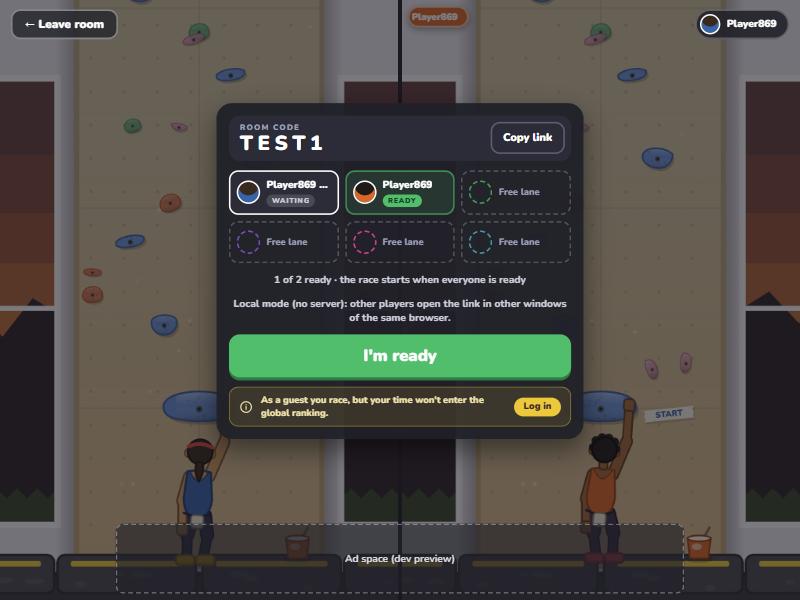 ← Leave room
Player869
Player869
ROOM CODE
TEST1
Copy link
Player869 ...
WAITING
Player869
READY
Free lane
Free lane
Free lane
Free lane
1 of 2 ready · the race starts when everyone is ready
Local mode (no server): other players open the link in other windows
of the same browser.
I'm ready
As a guest you race, but your time won't enter the
global ranking.
Log in
START
Ad space (dev preview)